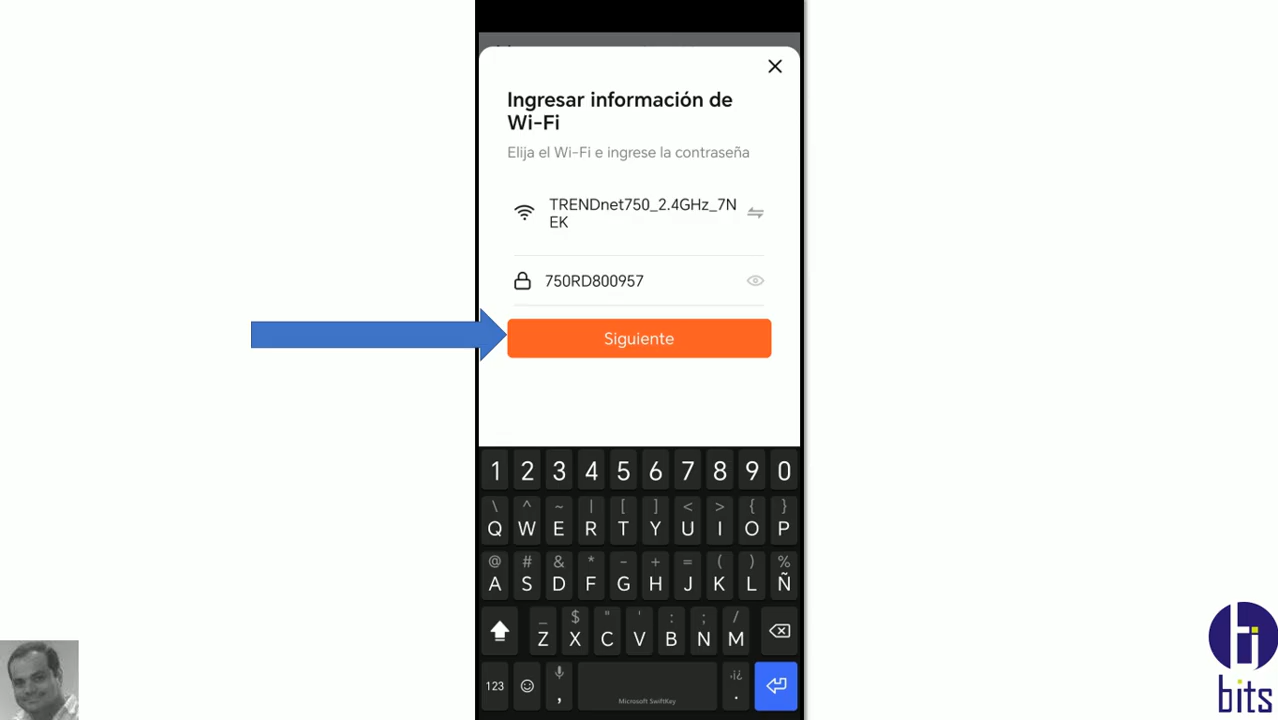 Ingresar información de
Wi-Fi
Elija el Wi-Fi e ingrese la contraseña
TRENDnet750_2.4GHz_7N
EK
750RD800957
Siguiente
1 2 3 4 5 6 7 8 9 0
\ ^ ~ | [ ] < > { }
Q W E R T Y U I O P
@ # & * - + = ( ) %
A S D F G H J K L Ñ
_ $ " ' : ; /
Z X C V B N M
123 , Microsoft SwiftKey .
hi
bits